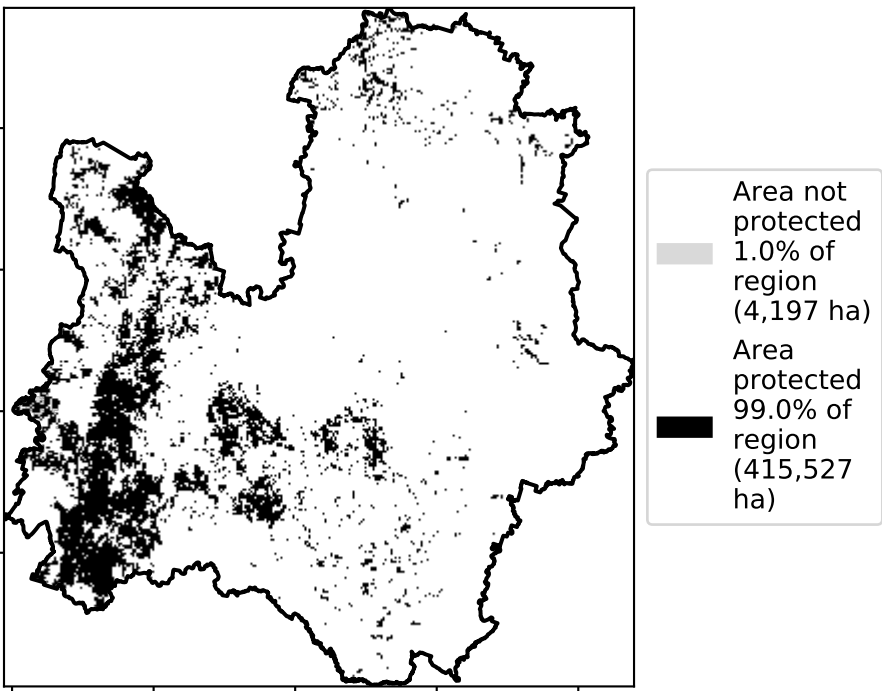 Area not
protected
1.0% of
region
(4,197 ha)
Area
protected
99.0% of
region
(415,527
ha)